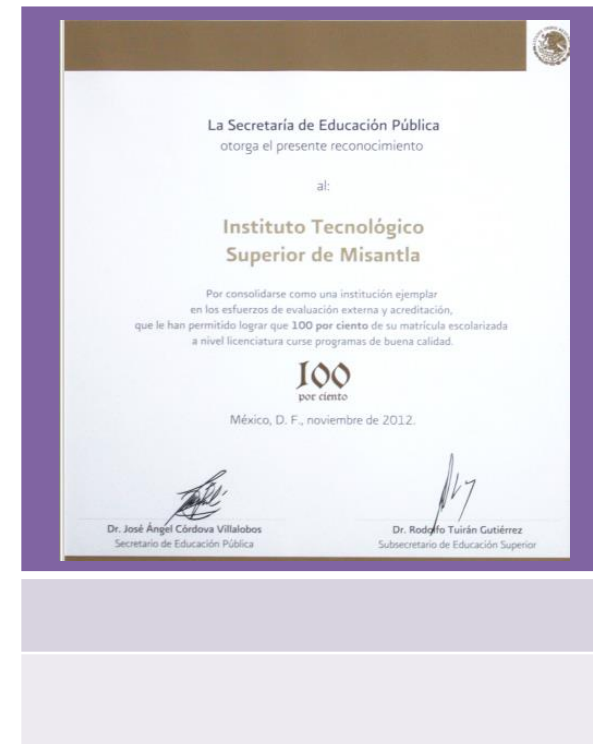 La Secretaría de Educación Pública
otorga el presente reconocimiento
al:
Instituto Tecnológico
Superior de Misantla
Por consolidarse como una institución ejemplar
en los esfuerzos de evaluación externa y acreditación,
que le han permitido lograr que 100 por ciento de su matrícula escolarizada
a nivel licenciatura curse programas de buena calidad.
100
por ciento
México, D. F., noviembre de 2012.
Dr. José Ángel Córdova Villalobos
Secretario de Educación Pública
Dr. Rodolfo Tuirán Gutiérrez
Subsecretario de Educación Superior